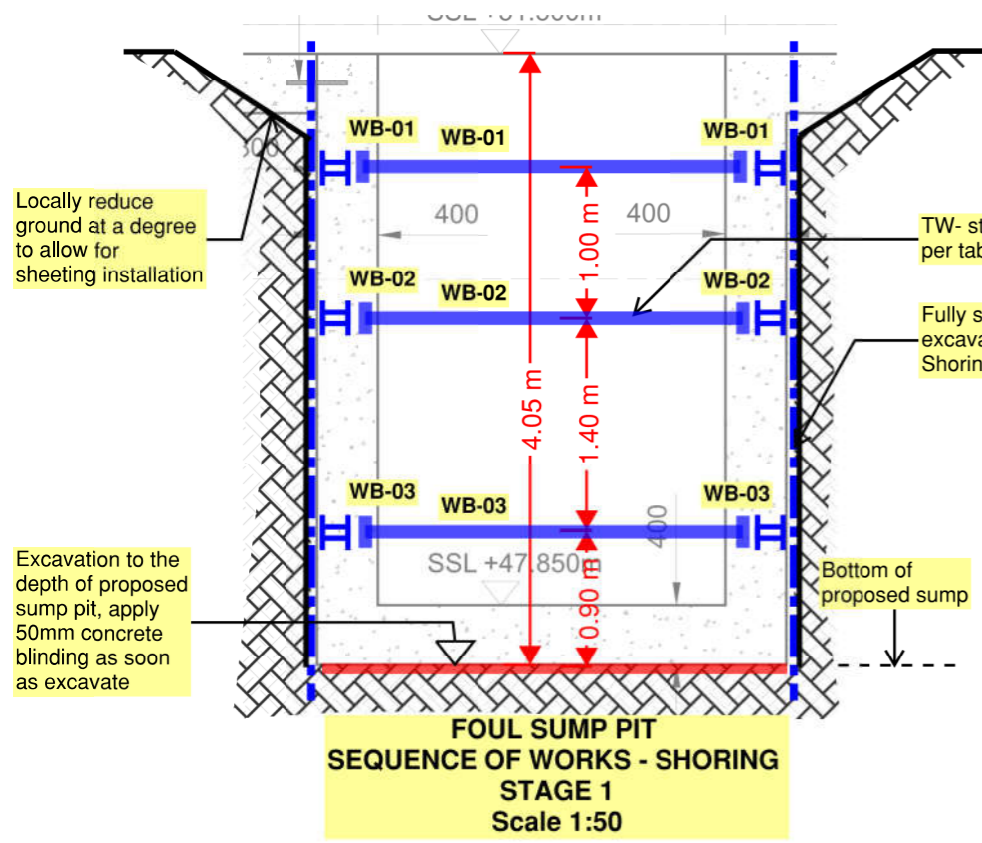 WB-01
WB-01
WB-01
400
400
1.00 m
Locally reduce
ground at a degree
to allow for
sheeting installation
TW-
per
WB-02
WB-02
WB-02
Fully
4.05 m
1.40 m
WB-03
WB-03
WB-03
400
SSL +47.850m
0.90 m
Excavation to the
depth of proposed
sump pit, apply
50mm concrete
blinding as soon
as excavate
Bottom of
proposed sump
FOUL SUMP PIT
SEQUENCE OF WORKS - SHORING
STAGE 1
Scale 1:50